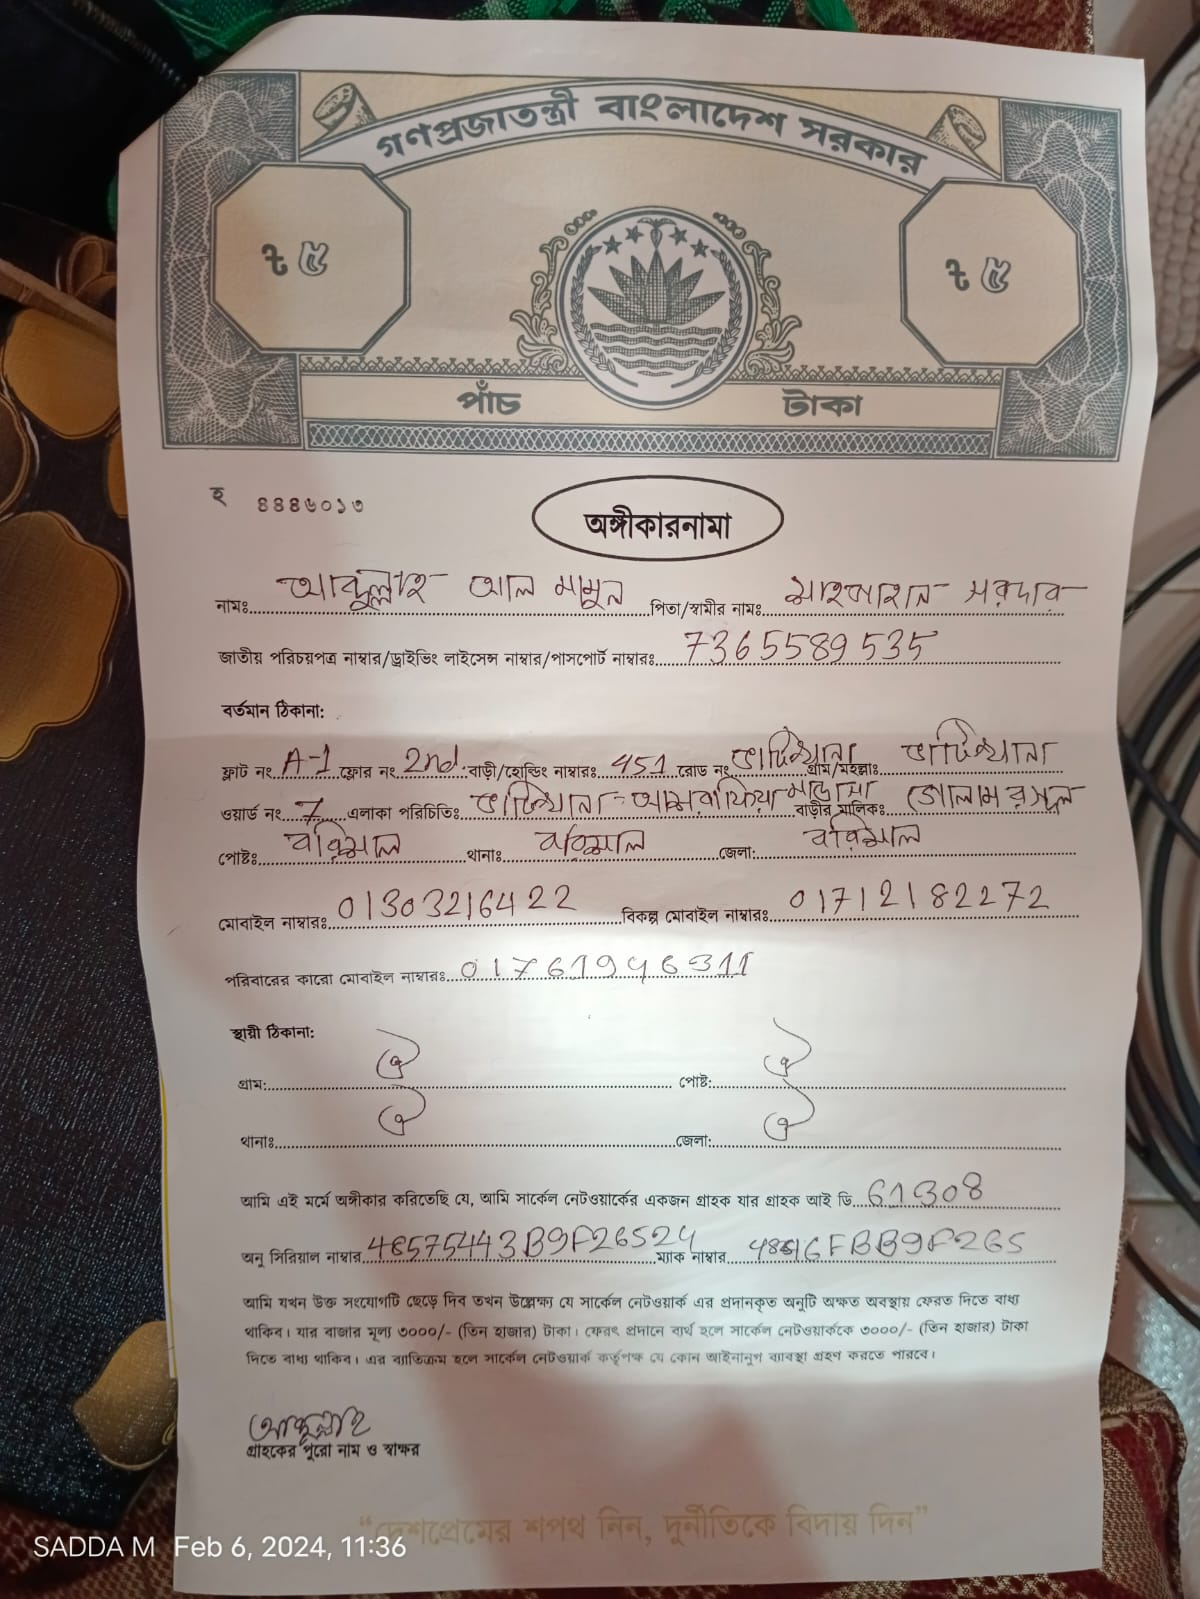 গণপ্রজাতন্ত্রী বাংলাদেশ সরকার
৳ ৫ ৳ ৫
পাঁচ টাকা
হ ৪৪৪৬০১৩
অঙ্গীকারনামা
নামঃ আব্দুল্লাহ আল মামুন পিতা/স্বামীর নামঃ শাহজাহান সরদার
জাতীয় পরিচয়পত্র নাম্বার/ড্রাইভিং লাইসেন্স নাম্বার/পাসপোর্ট নাম্বারঃ 7365589535
বর্তমান ঠিকানা:
ফ্লাট নং A-1 ফ্লোর নং 2nd বাড়ী/হোল্ডিং নাম্বারঃ 451 রোড নং ভাটিখানা গ্রাম/মহল্লাঃ ভাটিখানা
ওয়ার্ড নং 7 এলাকা পরিচিতিঃ ভাটিখানা-আশরাফিয়া মাদ্রাসা বাড়ীর মালিকঃ গোলাম রসূল
পোষ্টঃ বরিশাল থানাঃ বরিশাল জেলা: বরিশাল
মোবাইল নাম্বারঃ 01303216422 বিকল্প মোবাইল নাম্বারঃ 01712182272
পরিবারের কারো মোবাইল নাম্বারঃ 01761946311
স্থায়ী ঠিকানা:
গ্রাম: ঐ পোষ্ট: ঐ
থানাঃ ঐ জেলা: ঐ
আমি এই মর্মে অঙ্গীকার করিতেছি যে, আমি সার্কেল নেটওয়ার্কের একজন গ্রাহক যার গ্রাহক আই ডি 61308
অনু সিরিয়াল নাম্বার 48575443B9F26524 ম্যাক নাম্বার
আমি যখন উক্ত সংযোগটি ছেড়ে দিব তখন উল্লেক্ষ্য যে সার্কেল নেটওয়ার্ক এর প্রদানকৃত অনুটি অক্ষত অবস্থায় ফেরত দিতে বাধ্য
থাকিব। যার বাজার মূল্য ৩০০০/- (তিন হাজার) টাকা। ফেরৎ প্রদানে ব্যর্থ হলে সার্কেল নেটওয়ার্ককে ৩০০০/- (তিন হাজার) টাকা
দিতে বাধ্য থাকিব। এর ব্যাতিক্রম হলে সার্কেল নেটওয়ার্ক কর্তৃপক্ষ যে কোন আইনানুগ ব্যাবস্থা গ্রহণ করতে পারবে।
আব্দুল্লাহ
গ্রাহকের পুরো নাম ও স্বাক্ষর
“দেশপ্রেমের শপথ নিন, দুর্নীতিকে বিদায় দিন”
SADDA M Feb 6, 2024, 11:36